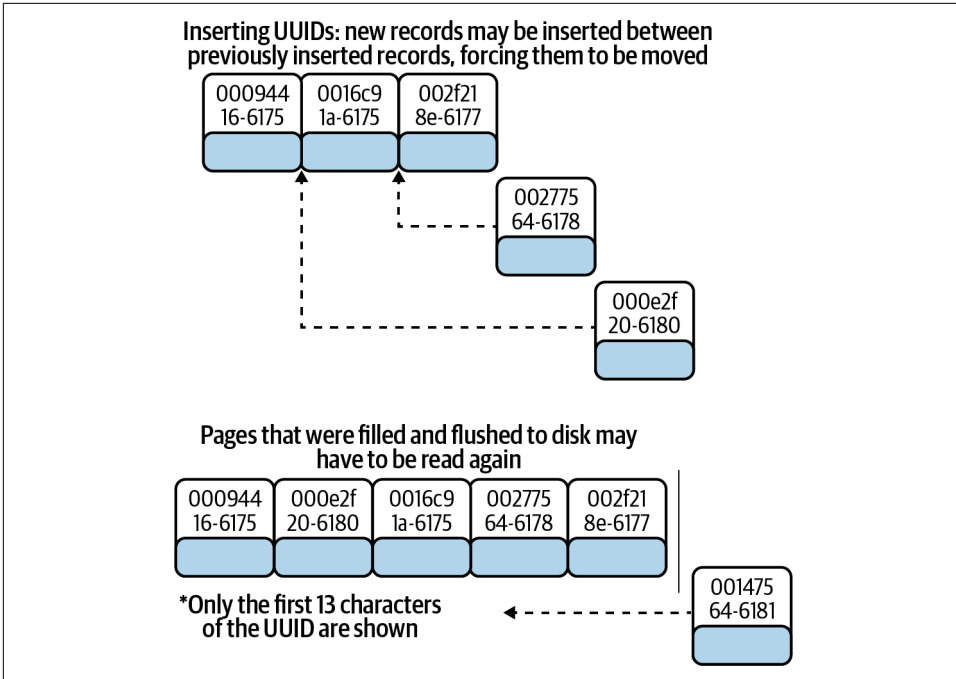 Inserting UUIDs: new records may be inserted between
previously inserted records, forcing them to be moved
000944
16-6175
0016c9
1a-6175
002f21
8e-6177
002775
64-6178
000e2f
20-6180
Pages that were filled and flushed to disk may
have to be read again
000944
16-6175
000e2f
20-6180
0016c9
1a-6175
002775
64-6178
002f21
8e-6177
001475
64-6181
*Only the first 13 characters
of the UUID are shown